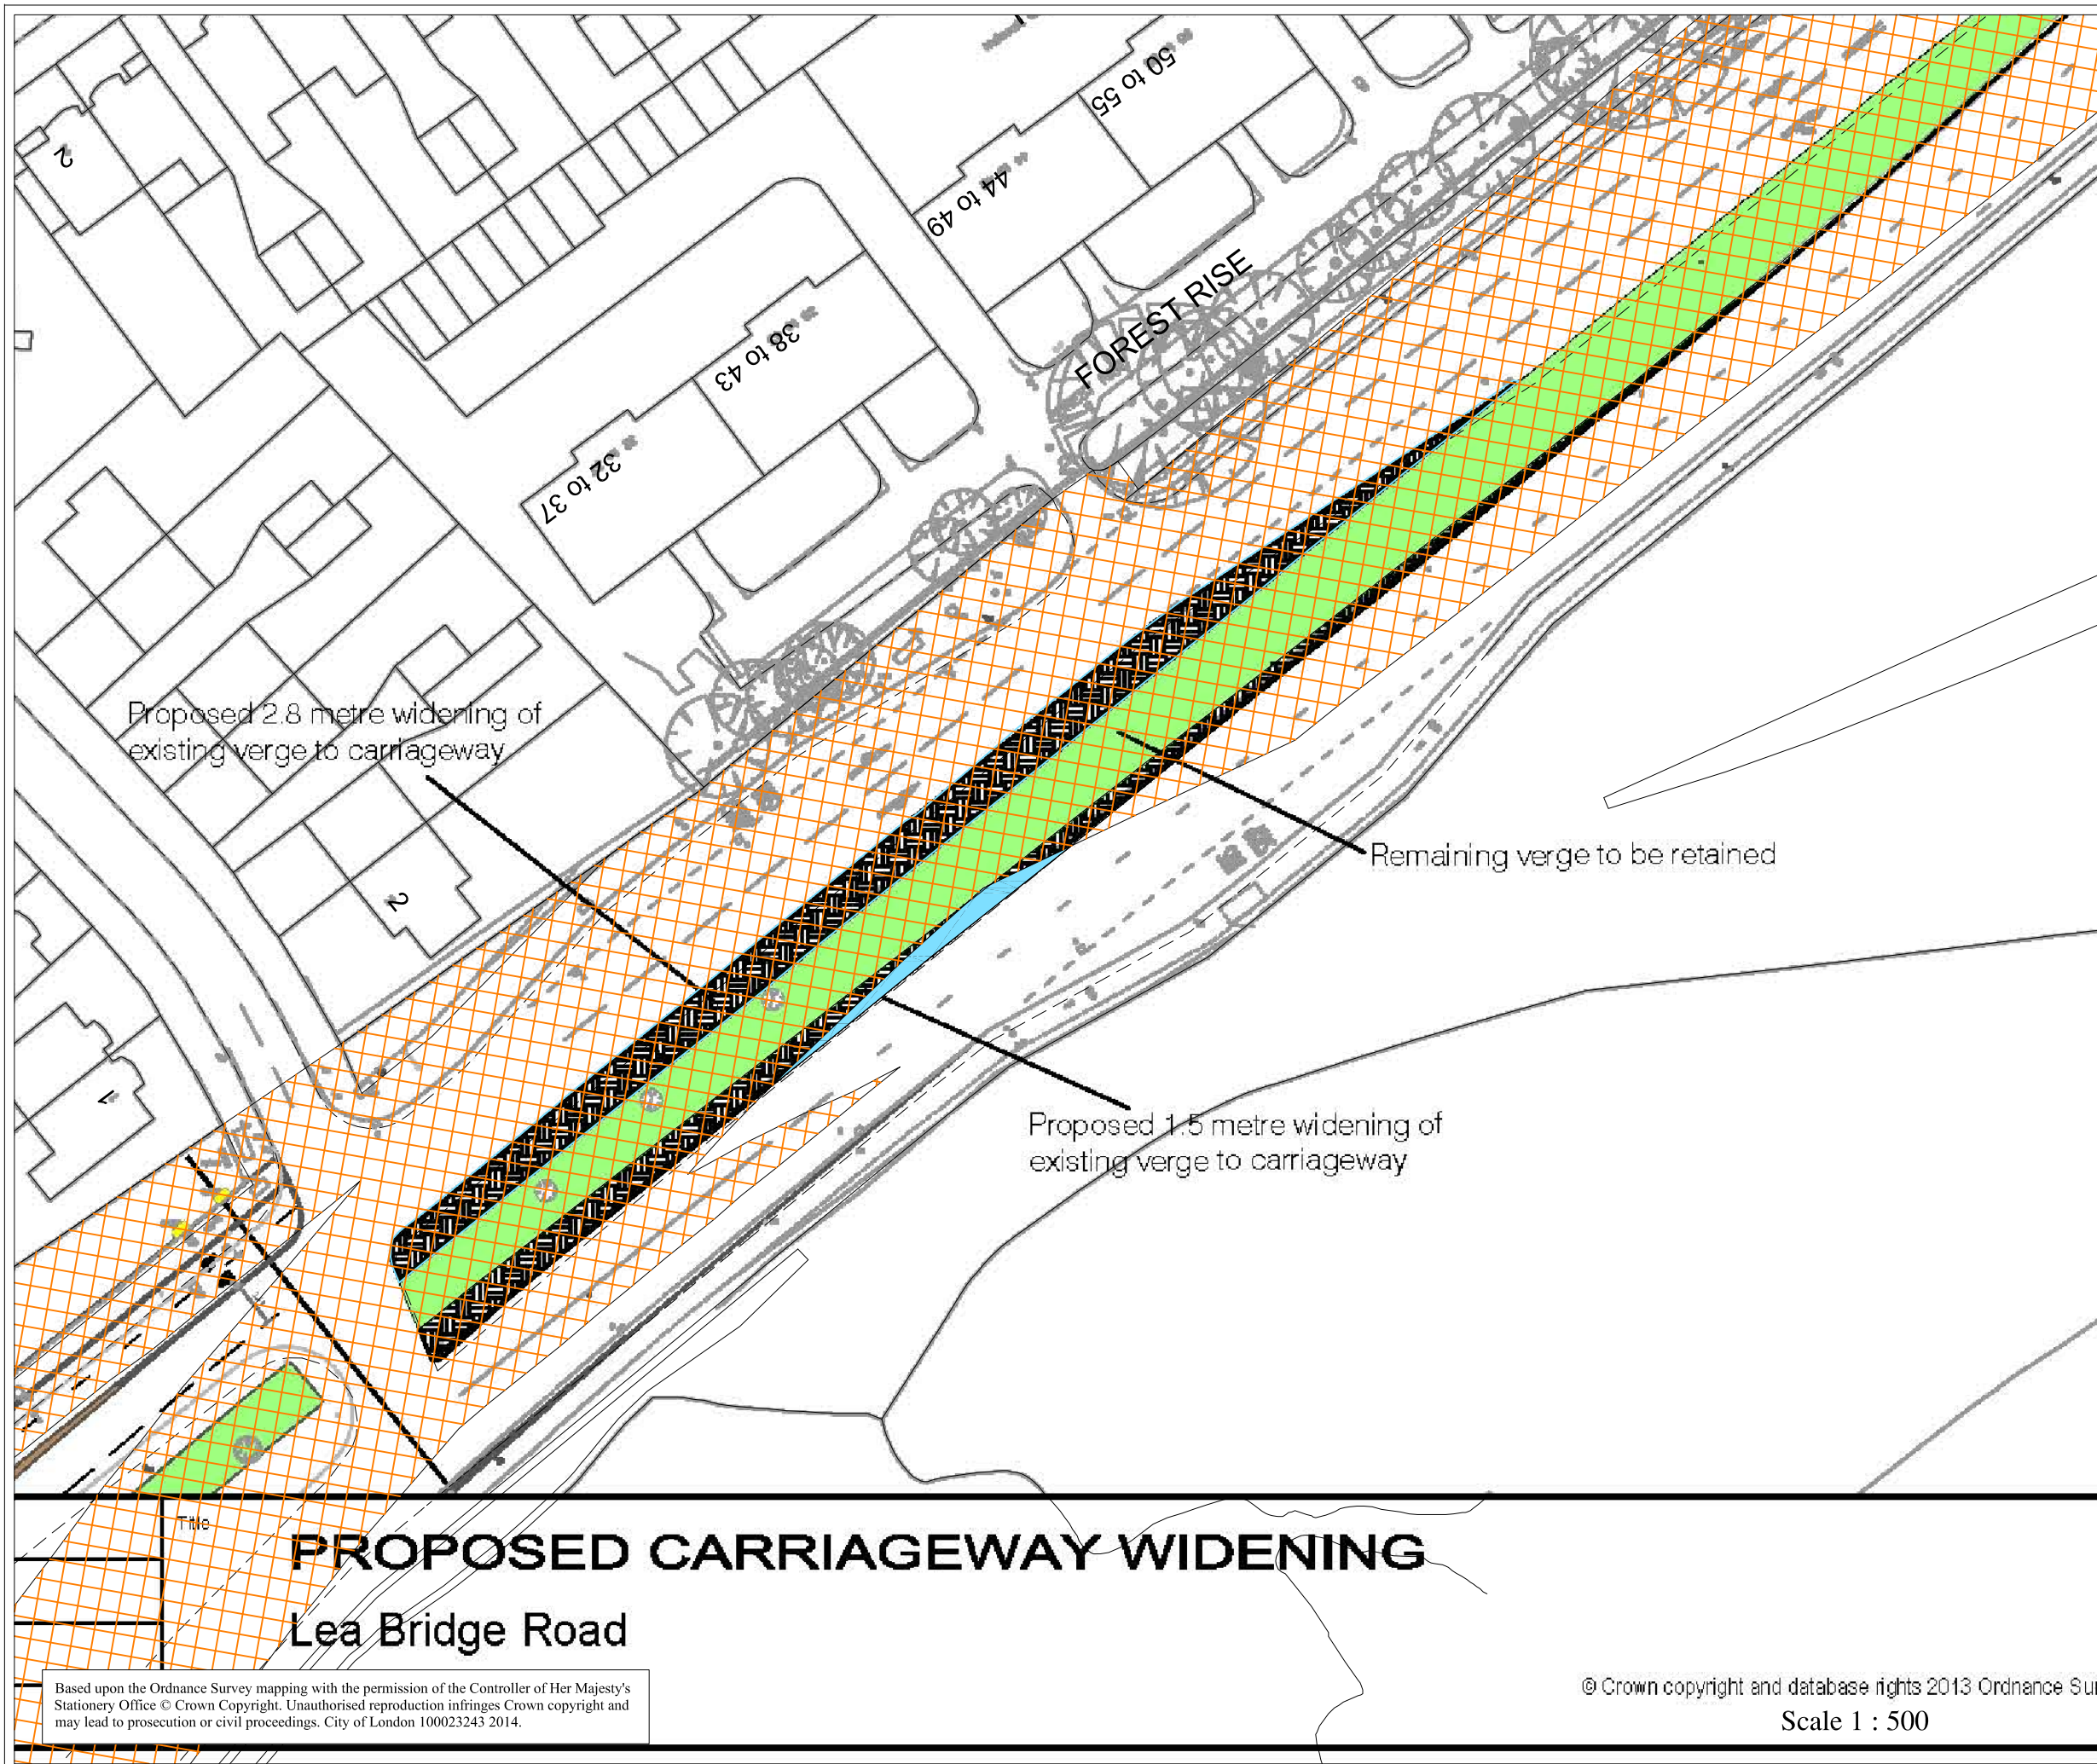 50 to 55
44 to 49
FOREST RISE
38 to 43
32 to 37
2
Proposed 2.8 metre widening of
existing verge to carriageway
Remaining verge to be retained
2
1
Proposed 1.5 metre widening of
existing verge to carriageway
Title
PROPOSED CARRIAGEWAY WIDENING
Lea Bridge Road
Based upon the Ordnance Survey mapping with the permission of the Controller of Her Majesty's
Stationery Office © Crown Copyright. Unauthorised reproduction infringes Crown copyright and
may lead to prosecution or civil proceedings. City of London 100023243 2014.
© Crown copyright and database rights 2013 Ordnance Sur
Scale 1 : 500